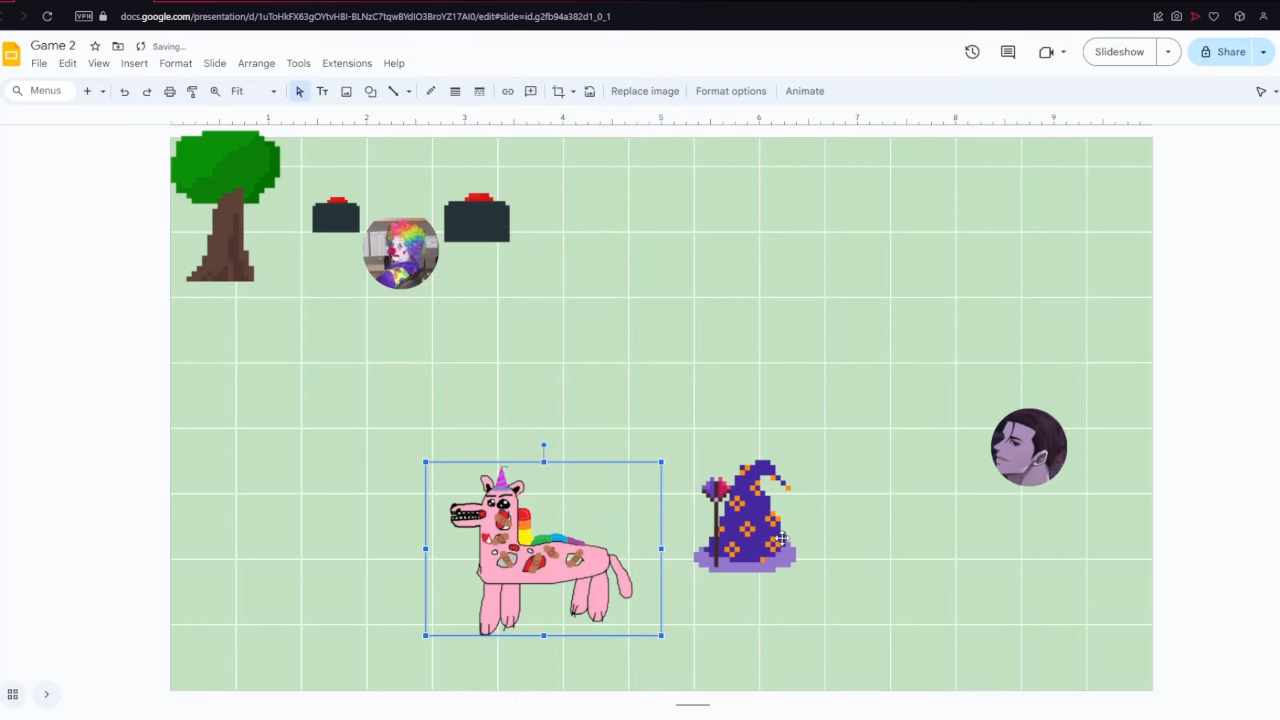 VPN docs.google.com/presentation/d/1uToHkFX63gOYtvHBI-BLNzC7tqwBYdIO3BroYZ17AI0/edit#slide=id.g2fb94a382d1_0_1
Game 2 Saving...
File Edit View Insert Format Slide Arrange Tools Extensions Help
Slideshow
Share
Menus
Fit
Replace image Format options Animate
1 2 3 4 5 6 7 8 9